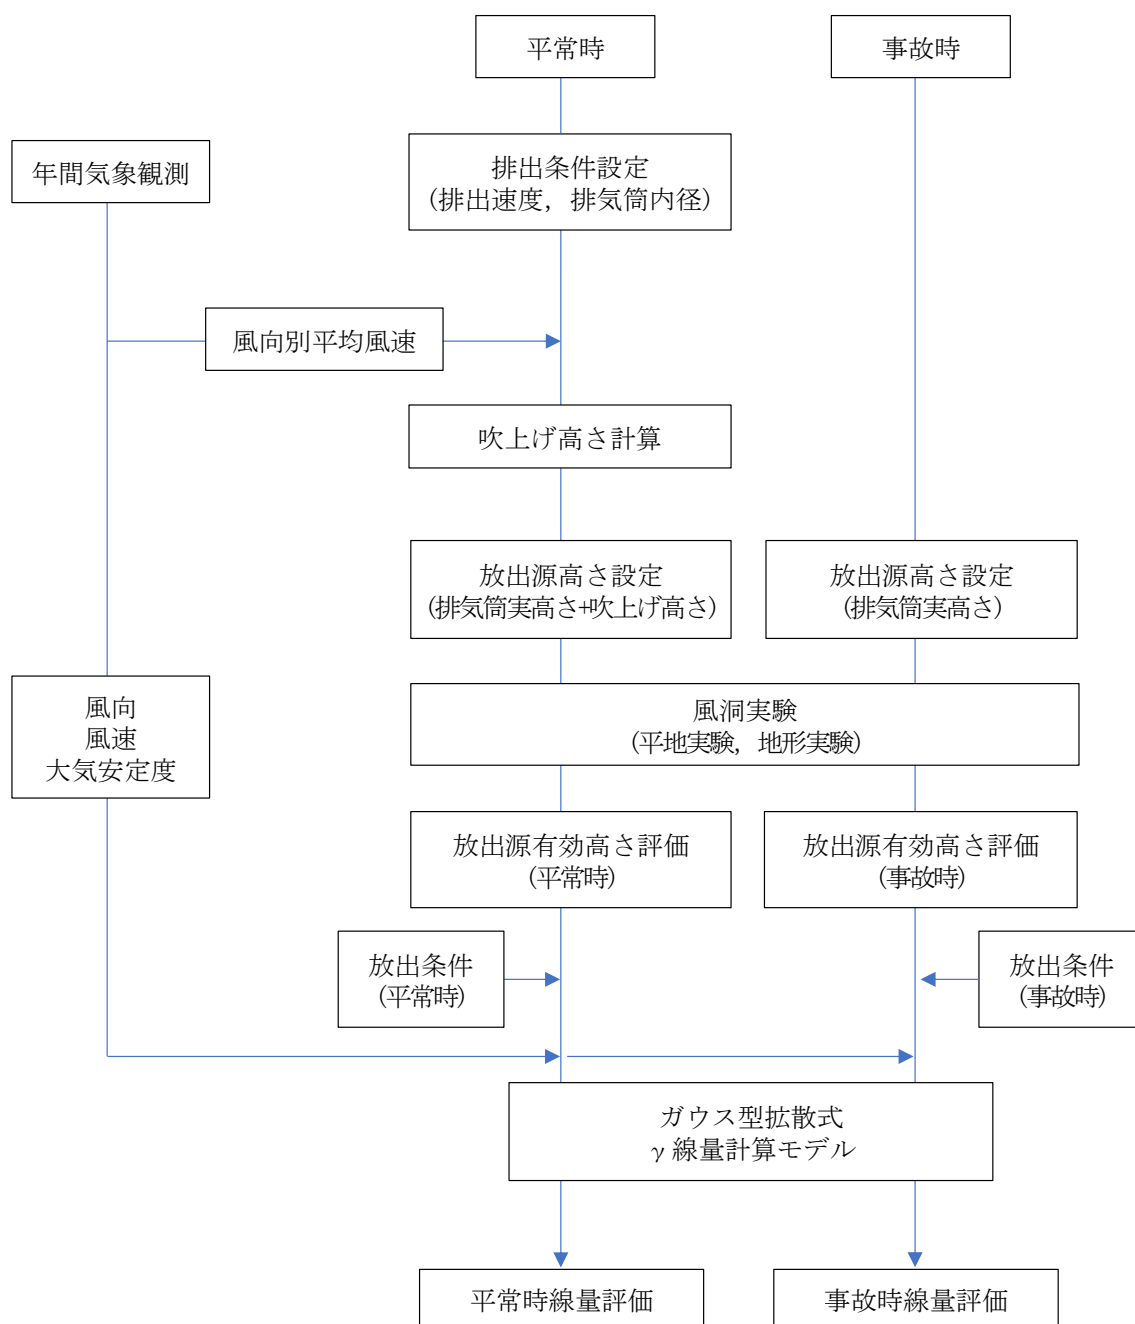 平常時
事故時
年間気象観測
排出条件設定
(排出速度，排気筒内径)
風向別平均風速
吹上げ高さ計算
放出源高さ設定
(排気筒実高さ+吹上げ高さ)
放出源高さ設定
(排気筒実高さ)
風向
風速
大気安定度
風洞実験
(平地実験，地形実験)
放出源有効高さ評価
(平常時)
放出源有効高さ評価
(事故時)
放出条件
(平常時)
放出条件
(事故時)
ガウス型拡散式
γ線量計算モデル
平常時線量評価
事故時線量評価